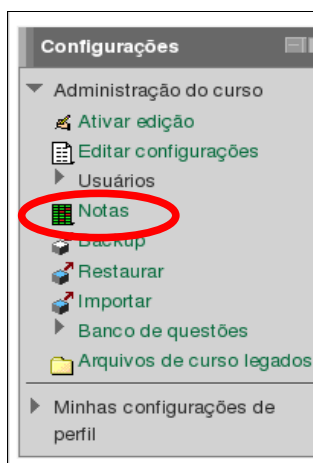 Configurações
Administração do curso
Ativar edição
Editar configurações
Usuários
Notas
Backup
Restaurar
Importar
Banco de questões
Arquivos de curso legados
Minhas configurações de
perfil